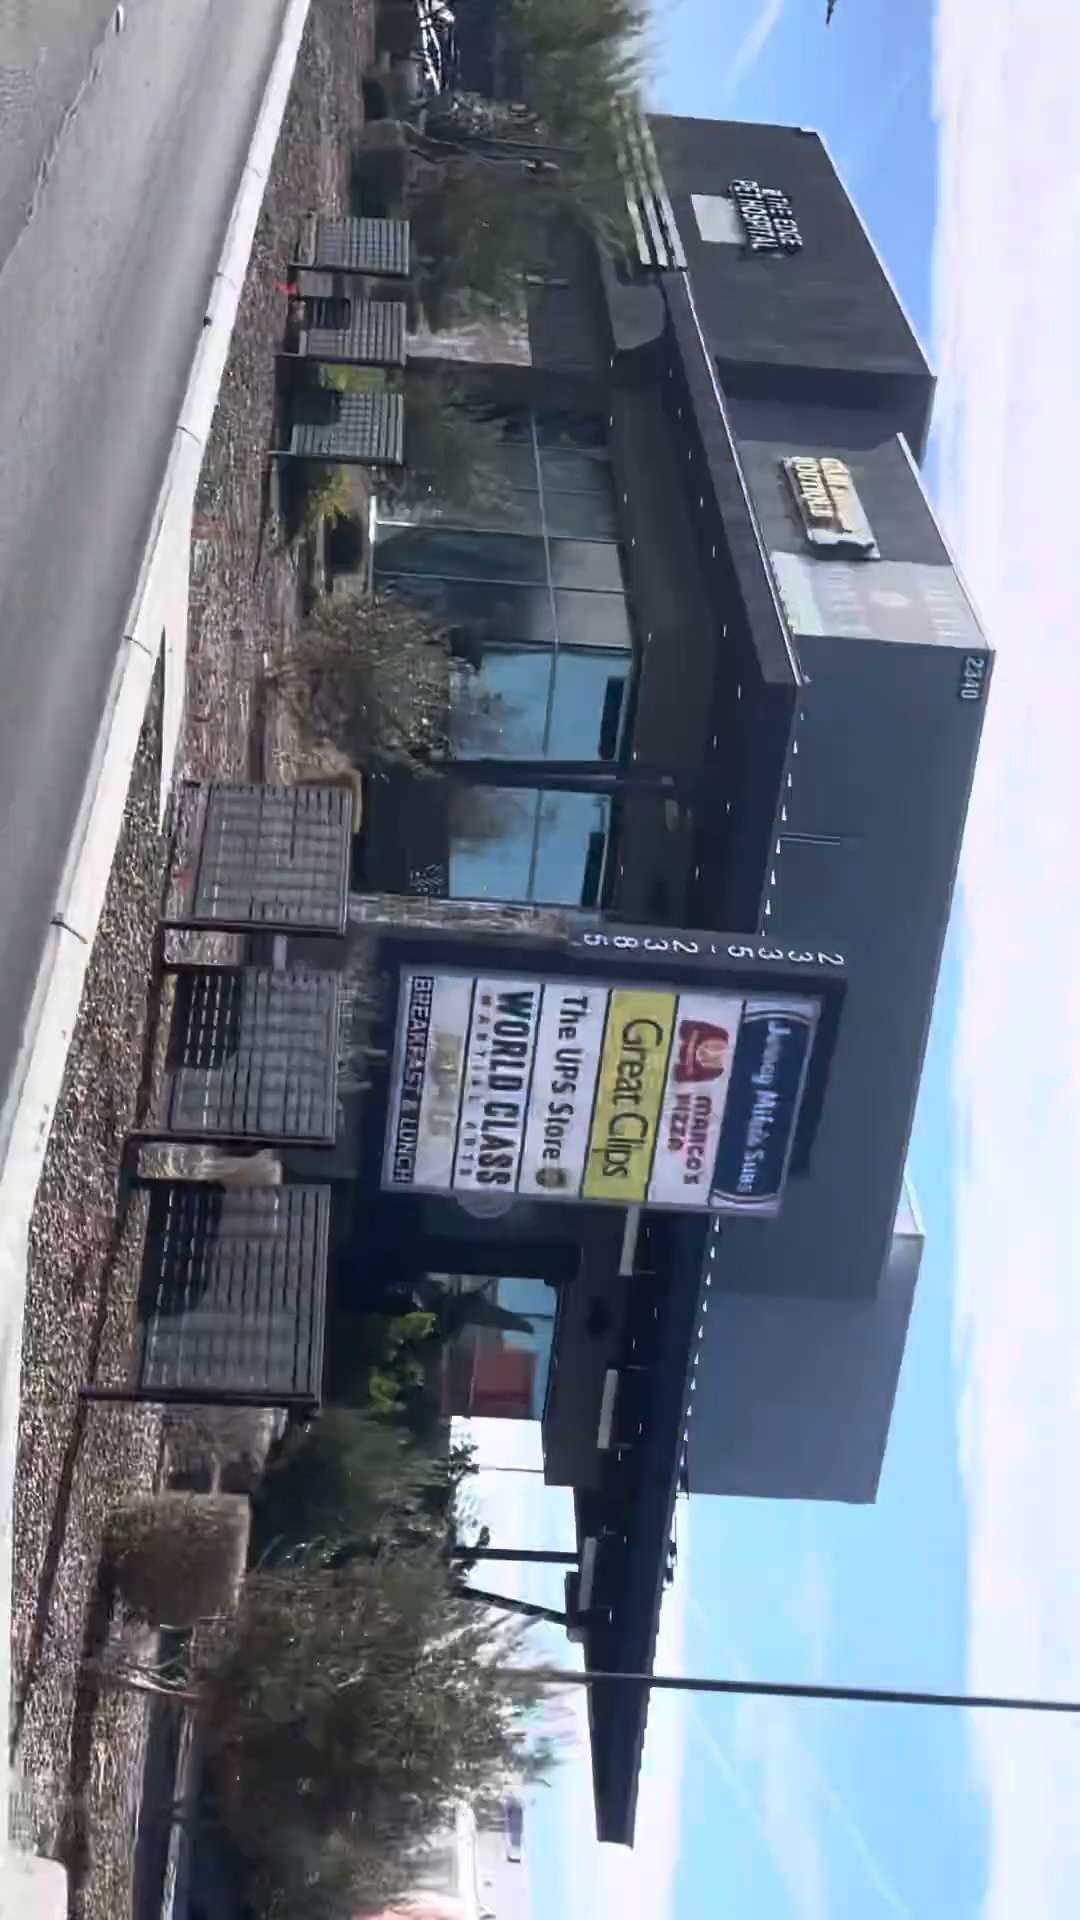 @ THE EDGE
PET HOSPITAL
BOUTIQUE
2340
2335-2385
Jersey Mike's Subs
MARCO'S
PIZZA
Great Clips
The UPS Store
WORLD CLASS
MARTIAL ARTS
BREAKFAST & LUNCH